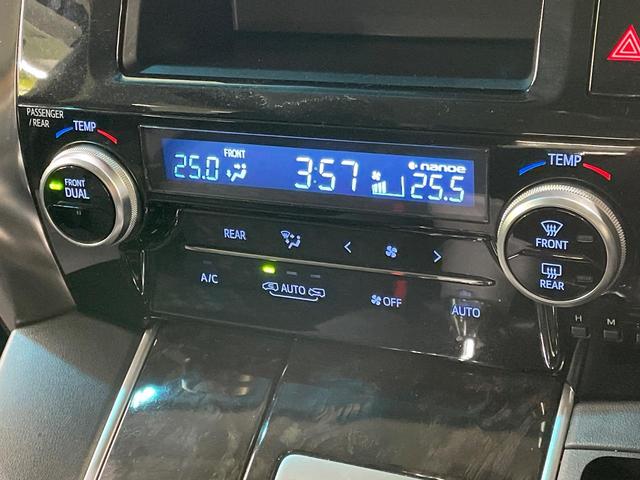 PASSENGER
/ REAR
TEMP
FRONT
DUAL
25.0 FRONT 3:57 nanoe 25.5
TEMP
FRONT
REAR
REAR < >
A/C AUTO OFF AUTO
H M